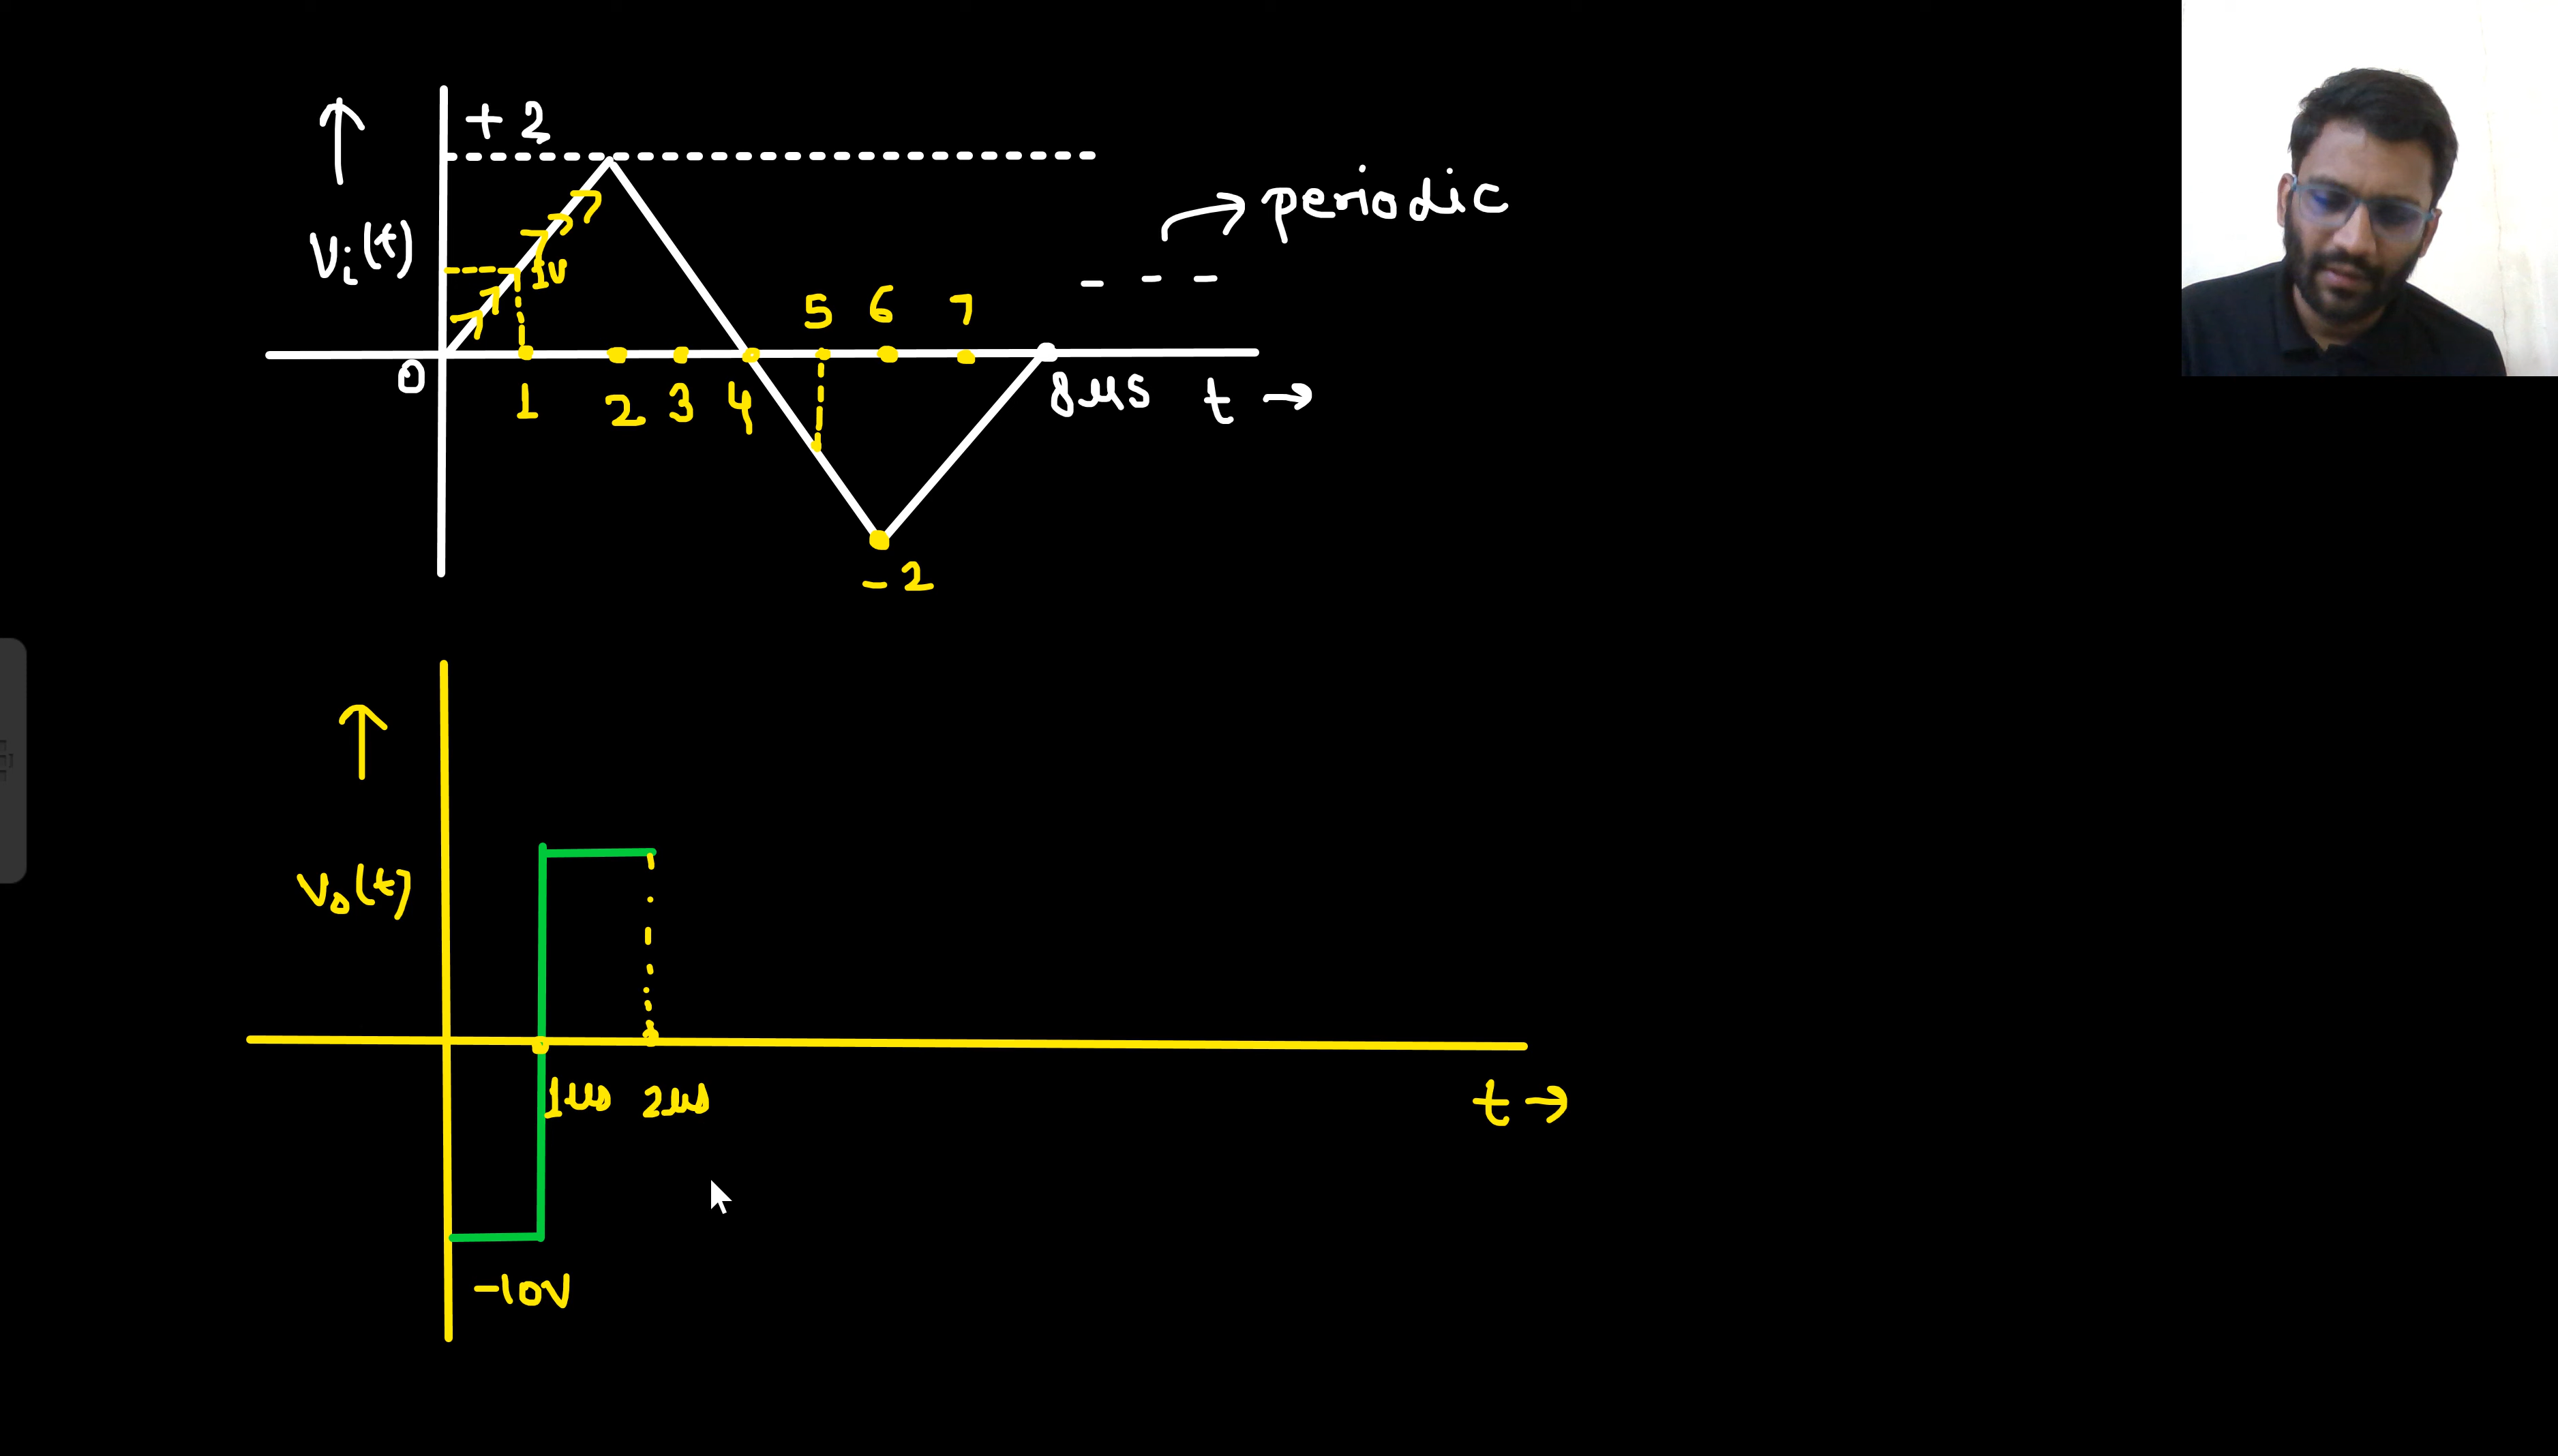 + 2
Vi(t)
1V
periodic
- - -
5 6 7
0
1 2 3 4
8μs t →
- 2
Vo(t)
1μs 2μs
t →
-10V